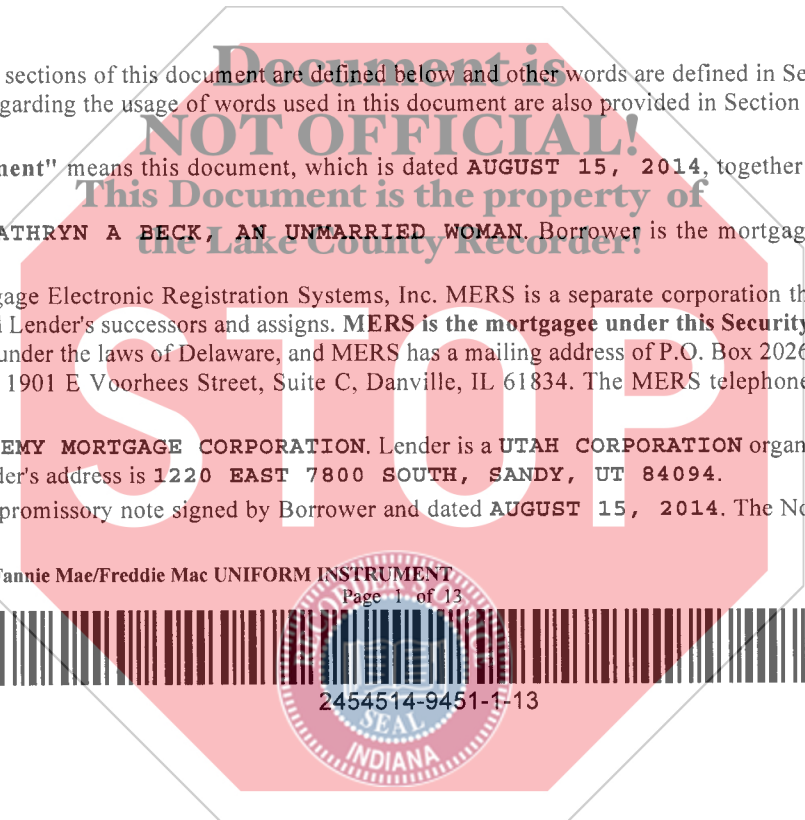 Document is
sections of this document are defined below and other words are defined in Se
garding the usage of words used in this document are also provided in Section
NOT OFFICIAL!
ment" means this document, which is dated AUGUST 15, 2014, together
This Document is the property of
ATHRYN A BECK, AN UNMARRIED WOMAN. Borrower is the mortgag
the Lake County Recorder!
gage Electronic Registration Systems, Inc. MERS is a separate corporation th
Lender's successors and assigns. MERS is the mortgagee under this Security
under the laws of Delaware, and MERS has a mailing address of P.O. Box 2026
1901 E Voorhees Street, Suite C, Danville, IL 61834. The MERS telephone
STOP
EMY MORTGAGE CORPORATION. Lender is a UTAH CORPORATION organ
der's address is 1220 EAST 7800 SOUTH, SANDY, UT 84094.
promissory note signed by Borrower and dated AUGUST 15, 2014. The No
Fannie Mae/Freddie Mac UNIFORM INSTRUMENT
Page 1 of 13
RECORDER'S OFFICE
2454514-9451-1-13
SEAL
INDIANA